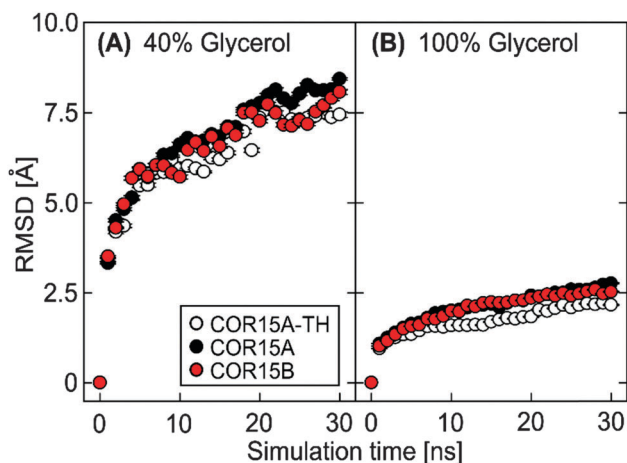 (A) 40% Glycerol
(B) 100% Glycerol
RMSD [Å]
10.0
7.5
5.0
2.5
0
COR15A-TH
COR15A
COR15B
0 10 20 30 0 10 20 30
Simulation time [ns]